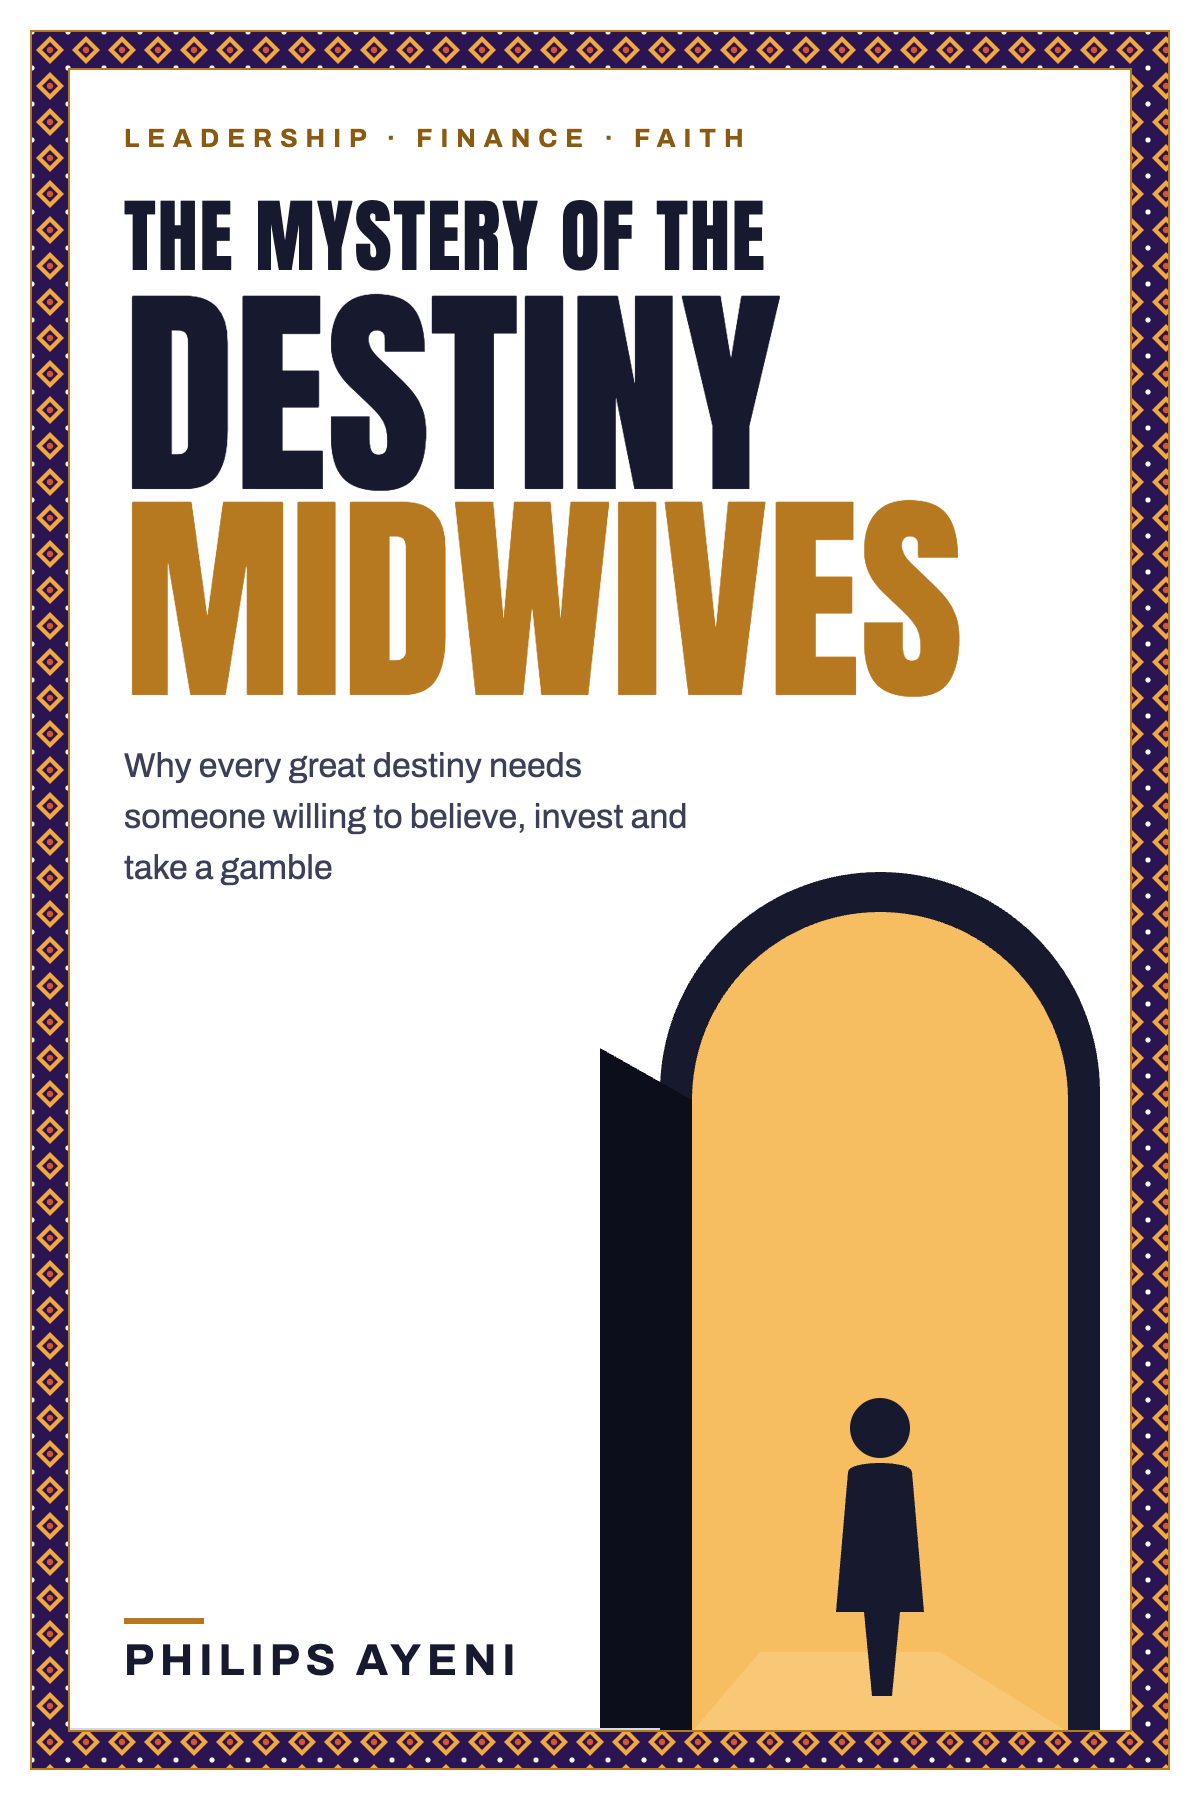 LEADERSHIP · FINANCE · FAITH
THE MYSTERY OF THE
DESTINY
MIDWIVES
Why every great destiny needs
someone willing to believe, invest and
take a gamble
PHILIPS AYENI